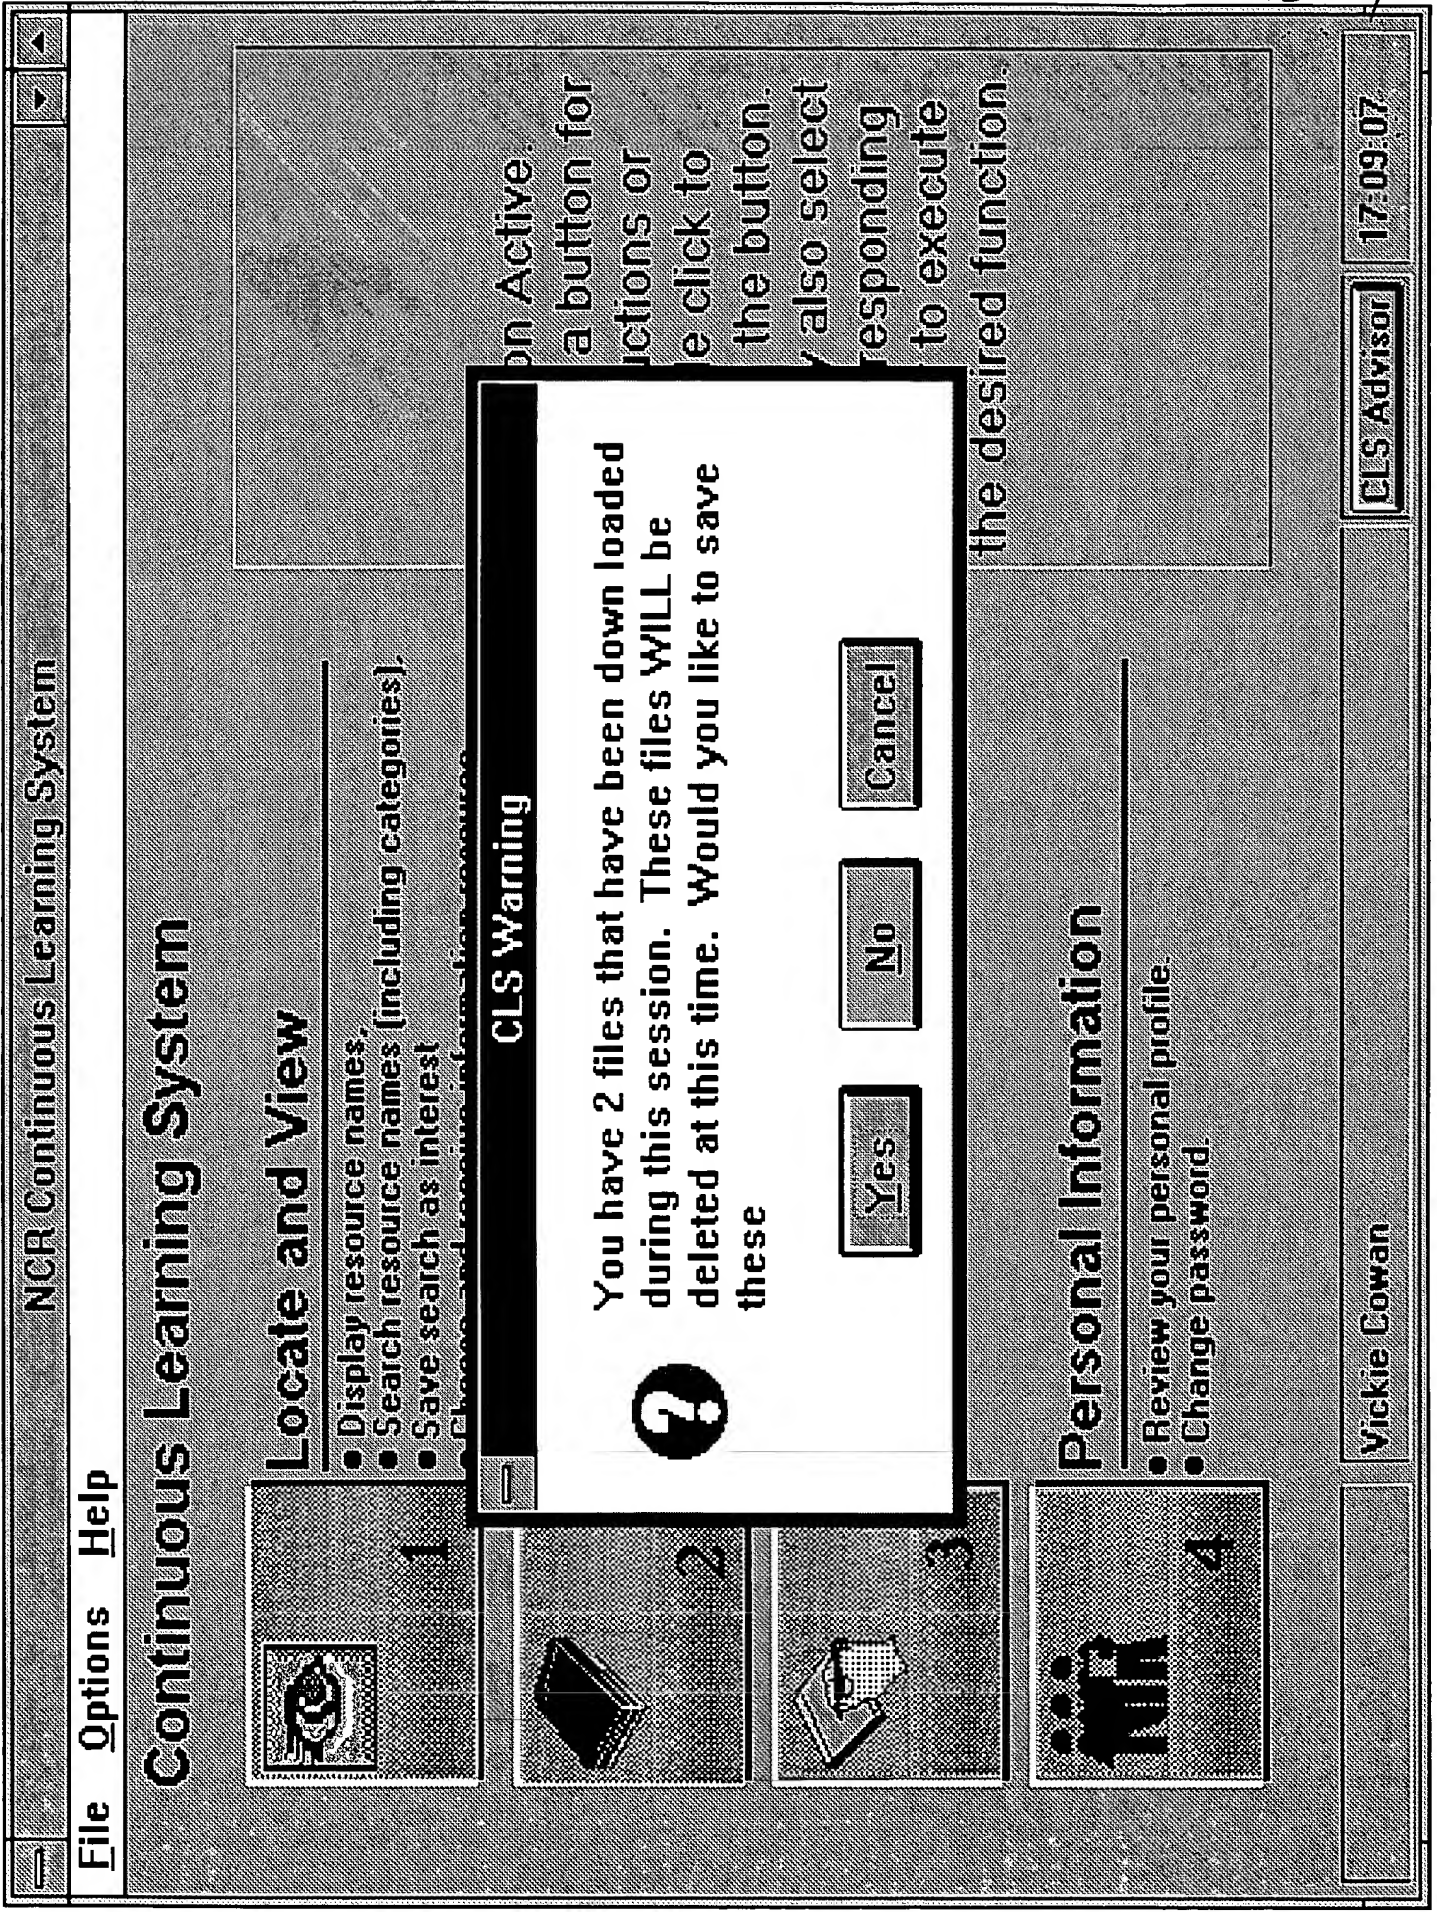 NCR Continuous Learning System
File Options Help
Continuous Learning System
1
Locate and View
• Display resource names,
• Search resource names (including categories),
• Save search as interest
on Active.
a button for
ctions or
e click to
the button.
y also select
responding
to execute
the desired function.
CLS Warning
You have 2 files that have been down loaded
during this session. These files WILL be
deleted at this time. Would you like to save
these
Yes No Cancel
2
3
4
Personal Information
• Review your personal profile.
• Change password.
Vickie Cowan
CLS Advisor
17:09:07